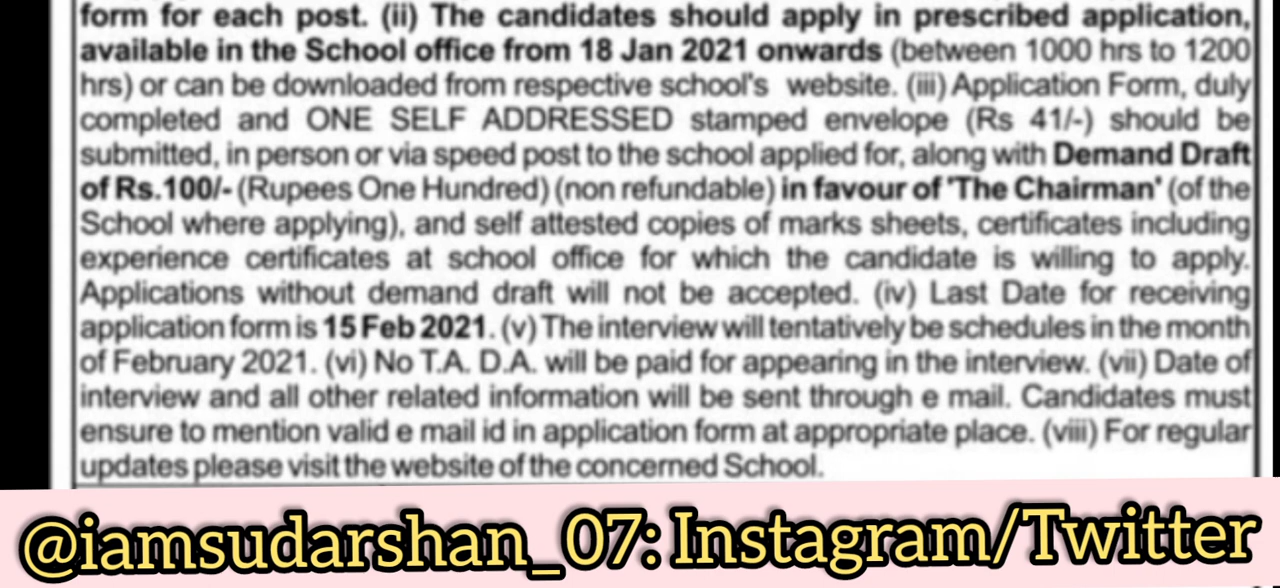 form for each post. (ii) The candidates should apply in prescribed application,
available in the School office from 18 Jan 2021 onwards (between 1000 hrs to 1200
hrs) or can be downloaded from respective school's website. (iii) Application Form, duly
completed and ONE SELF ADDRESSED stamped envelope (Rs 41/-) should be
submitted, in person or via speed post to the school applied for, along with Demand Draft
of Rs.100/- (Rupees One Hundred) (non refundable) in favour of 'The Chairman' (of the
School where applying), and self attested copies of marks sheets, certificates including
experience certificates at school office for which the candidate is willing to apply.
Applications without demand draft will not be accepted. (iv) Last Date for receiving
application form is 15 Feb 2021. (v) The interview will tentatively be schedules in the month
of February 2021. (vi) No T.A. D.A. will be paid for appearing in the interview. (vii) Date of
interview and all other related information will be sent through e mail. Candidates must
ensure to mention valid e mail id in application form at appropriate place. (viii) For regular
updates please visit the website of the concerned School.
@iamsudarshan_07: Instagram/Twitter